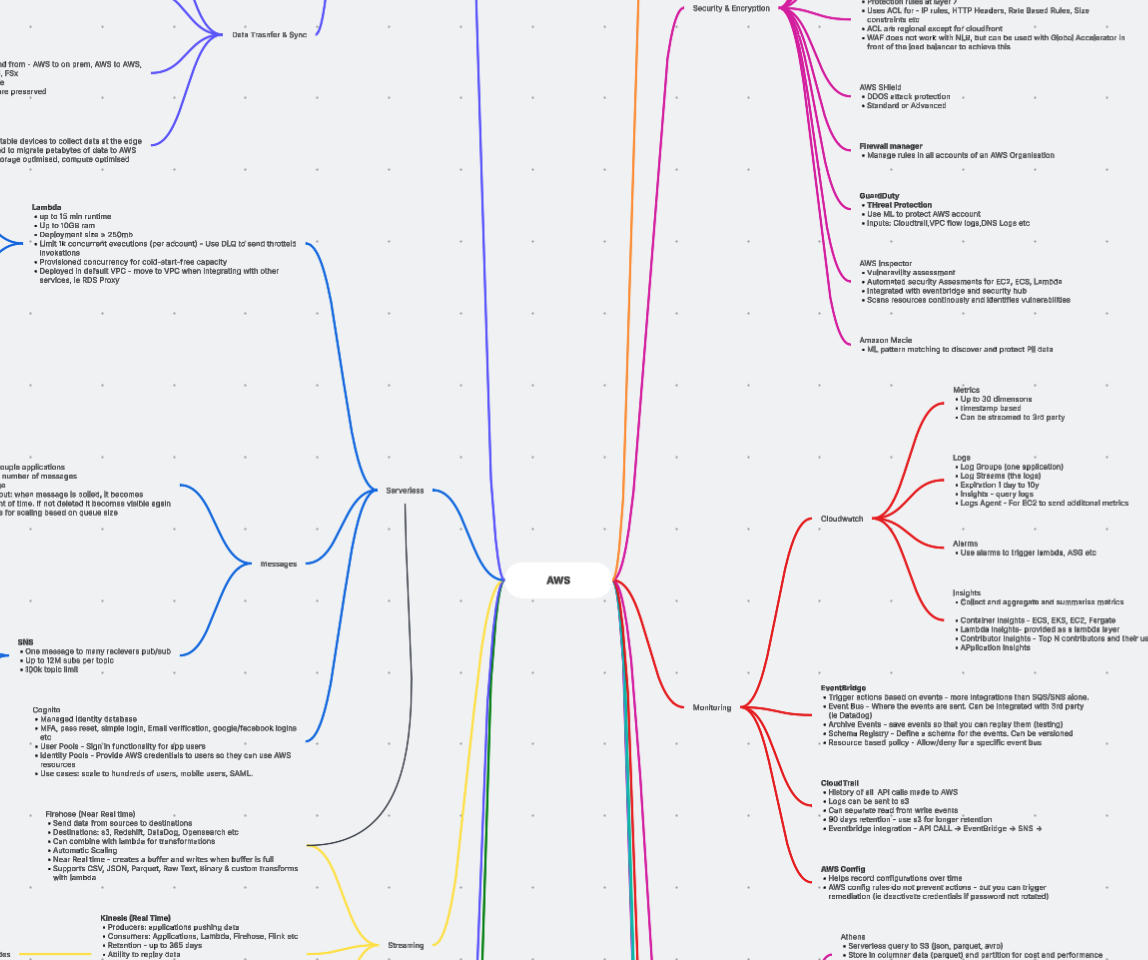 Data Trasnfer & Sync
nd from - AWS to on prem, AWS to AWS,
, FSx
e
are preserved
table devices to collect data at the edge
ed to migrate petabytes of data to AWS
orage optimised, compute optimised
Lambda
• up to 15 min runtime
• Up to 10GB ram
• Deployment size > 250mb
• Limit 1k concurrent executions (per account) - Use DLQ to send throttels
invokations
• Provisioned concurrency for cold-start-free capacity
• Deployed in default VPC - move to VPC when integrating with other
services, ie RDS Proxy
ouple applications
number of messages
ge
out: when message is polled, it becomes
nt of time. If not deleted it becomes visible again
s for scaling based on queue size
Serverless
Messages
SNS
• One message to many recievers pub/sub
• Up to 12M subs per topic
• 100k topic limit
Cognito
• Managed identity database
• MFA, pass reset, simple login, Email verification, google/facebook logins
etc
• User Pools - Sign in functionality for app users
• Identity Pools - Provide AWS credentials to users so they can use AWS
resources
• Use cases: scale to hundreds of users, mobile users, SAML.
Firehose (Near Real time)
• Send data from sources to destinations
• Destinations: s3, Redshift, DataDog, Opensearch etc
• Can combine with lambda for transformations
• Automatic Scaling
• Near Real time - creates a buffer and writes when buffer is full
• Supports CSV, JSON, Parquet, Raw Text, Binary & custom transforms
with lambda
Kinesis (Real Time)
• Producers: applications pushing data
• Consumers: Applications, Lambda, Firehose, Flink etc
• Retention - up to 365 days
• Ability to replay data
des
Streaming
AWS
Security & Encryption
• Protection rules at layer 7
• Uses ACL for - IP rules, HTTP Headers, Rate Based Rules, Size
constraints etc
• ACL are regional except for cloudfront
• WAF does not work with NLB, but can be used with Global Accelerator in
front of the load balancer to achieve this
AWS SHield
• DDOS attack protection
• Standard or Advanced
Firewall manager
• Manage rules in all accounts of an AWS Organisation
GuardDuty
• THreat Protection
• Use ML to protect AWS account
• Inputs: Cloudtrail,VPC flow logs,DNS Logs etc
AWS Inspector
• Vulneravility assessment
• Automated security Assesments for EC2, ECS, Lambda
• Integrated with eventbridge and security hub
• Scans resources continously and identifies vulnerabilities
Amazon Macie
• ML pattern matching to discover and protect PII data
Metrics
• Up to 30 dimensons
• timestamp based
• Can be streamed to 3rd party
Logs
• Log Groups (one application)
• Log Streams (the logs)
• Expiration 1 day to 10y
• Insights - query logs
• Logs Agent - For EC2 to send additonal metrics
Cloudwatch
Alarms
• Use alarms to trigger lambda, ASG etc
Insights
• Collect and aggregate and summarise metrics
• Container Insights - ECS, EKS, EC2, Fargate
• Lambda Insights- provided as a lambda layer
• Contributor Insights - Top N contributors and their us
• APplication Insights
Monitoring
EventBridge
• Trigger actions based on events - more integrations than SQS/SNS alone.
• Event Bus - Where the events are sent. Can be integrated with 3rd party
(ie Datadog)
• Archive Events - save events so that you can replay them (testing)
• Schema Registry - Define a schema for the events. Can be versioned
• Resource based policy - Allow/deny for a specific event bus
CloudTrail
• History of all API calls made to AWS
• Logs can be sent to s3
• Can separate read from write events
• 90 days retention - use s3 for longer retention
• Eventbridge integration - API CALL → EventBridge → SNS →
AWS Config
• Helps record configurations over time
• AWS config rules do not prevent actions - but you can trigger
remediation (ie deactivate credentials if password not rotated)
Athena
• Serverless query to S3 (json, parquet, avro)
• Store in columnar data (parquet) and partition for cost and performance